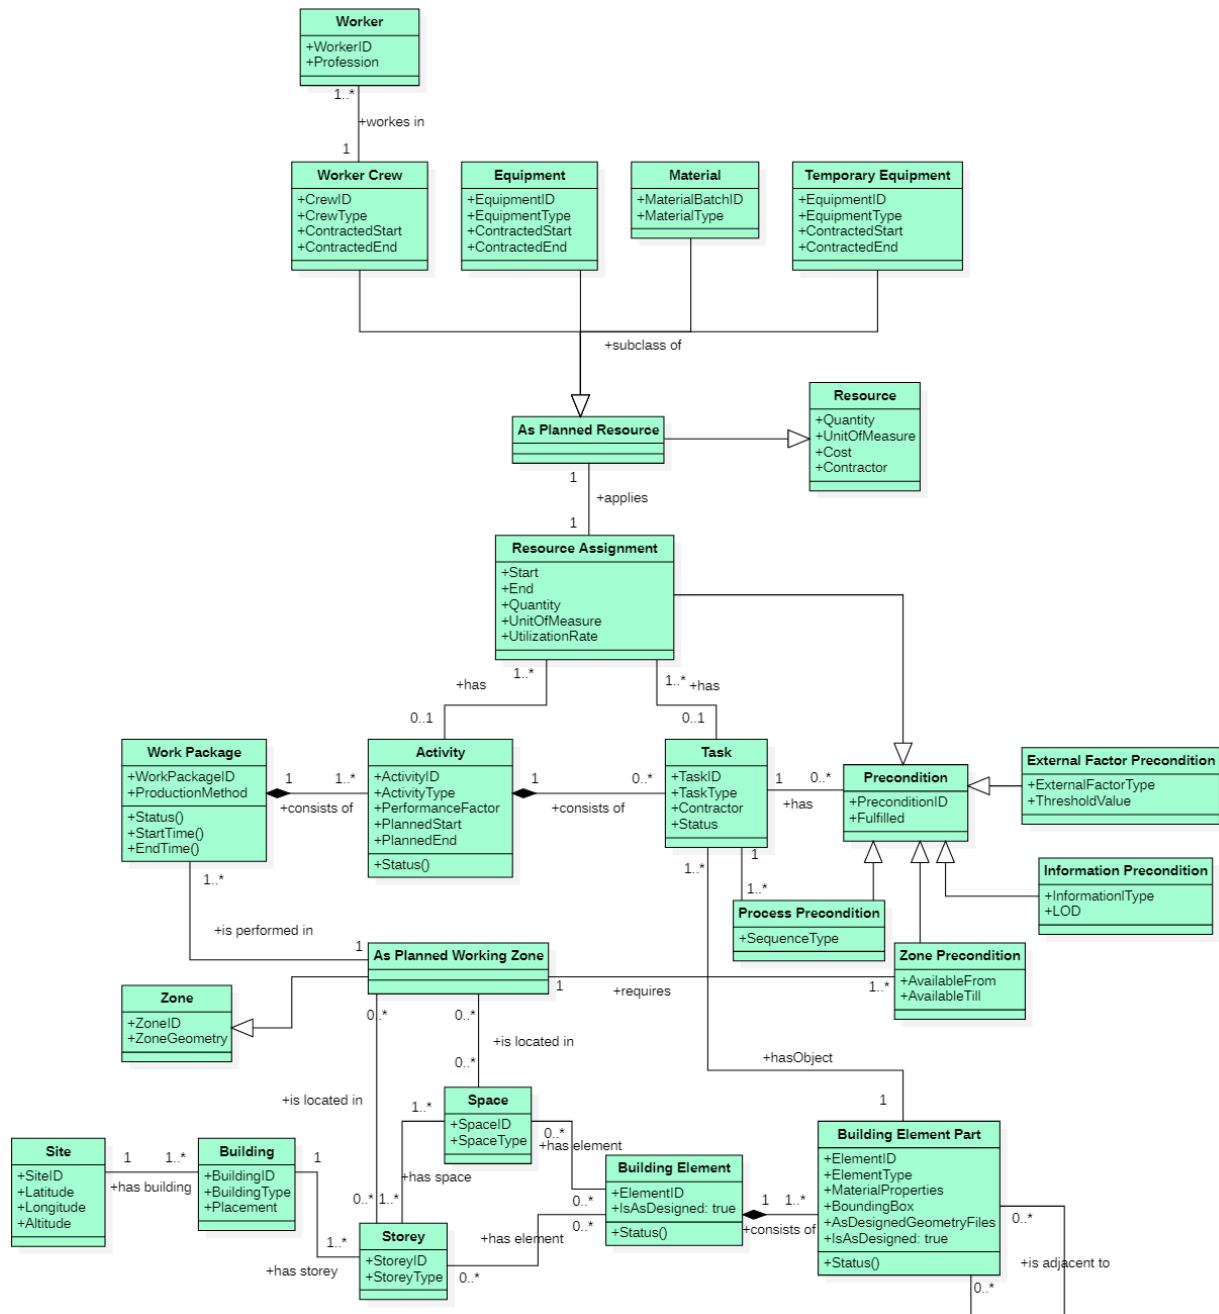 Worker
+WorkerID
+Profession
1..*
+workes in
1
Worker Crew
+CrewID
+CrewType
+ContractedStart
+ContractedEnd
Equipment
+EquipmentID
+EquipmentType
+ContractedStart
+ContractedEnd
Material
+MaterialBatchID
+MaterialType
Temporary Equipment
+EquipmentID
+EquipmentType
+ContractedStart
+ContractedEnd
+subclass of
Resource
+Quantity
+UnitOfMeasure
+Cost
+Contractor
As Planned Resource
1
+applies
1
Resource Assignment
+Start
+End
+Quantity
+UnitOfMeasure
+UtilizationRate
1..*
+has
0..1
1..*
+has
0..1
Work Package
+WorkPackageID
+ProductionMethod
+Status()
+StartTime()
+EndTime()
1
1..*
+consists of
Activity
+ActivityID
+ActivityType
+PerformanceFactor
+PlannedStart
+PlannedEnd
+Status()
1
0..*
+consists of
Task
+TaskID
+TaskType
+Contractor
+Status
1
0..*
+has
Precondition
+PreconditionID
+Fulfilled
External Factor Precondition
+ExternalFactorType
+ThresholdValue
Information Precondition
+InformationlType
+LOD
1
1..*
Process Precondition
+SequenceType
Zone Precondition
+AvailableFrom
+AvailableTill
1..*
+is performed in
1
As Planned Working Zone
1
+requires
1..*
Zone
+ZoneID
+ZoneGeometry
0..*
+is located in
0..*
0..*
+is located in
0..*
1..*
+hasObject
1
Space
+SpaceID
+SpaceType
1..*
+has space
1..*
0..*
+has element
0..*
Site
+SiteID
+Latitude
+Longitude
+Altitude
1
1..*
+has building
Building
+BuildingID
+BuildingType
+Placement
1
1..*
+has storey
Storey
+StoreyID
+StoreyType
0..*
+has element
0..*
Building Element
+ElementID
+IsAsDesigned: true
+Status()
1
1..*
+consists of
Building Element Part
+ElementID
+ElementType
+MaterialProperties
+BoundingBox
+AsDesignedGeometryFiles
+IsAsDesigned: true
+Status()
0..*
+is adjacent to
0..*